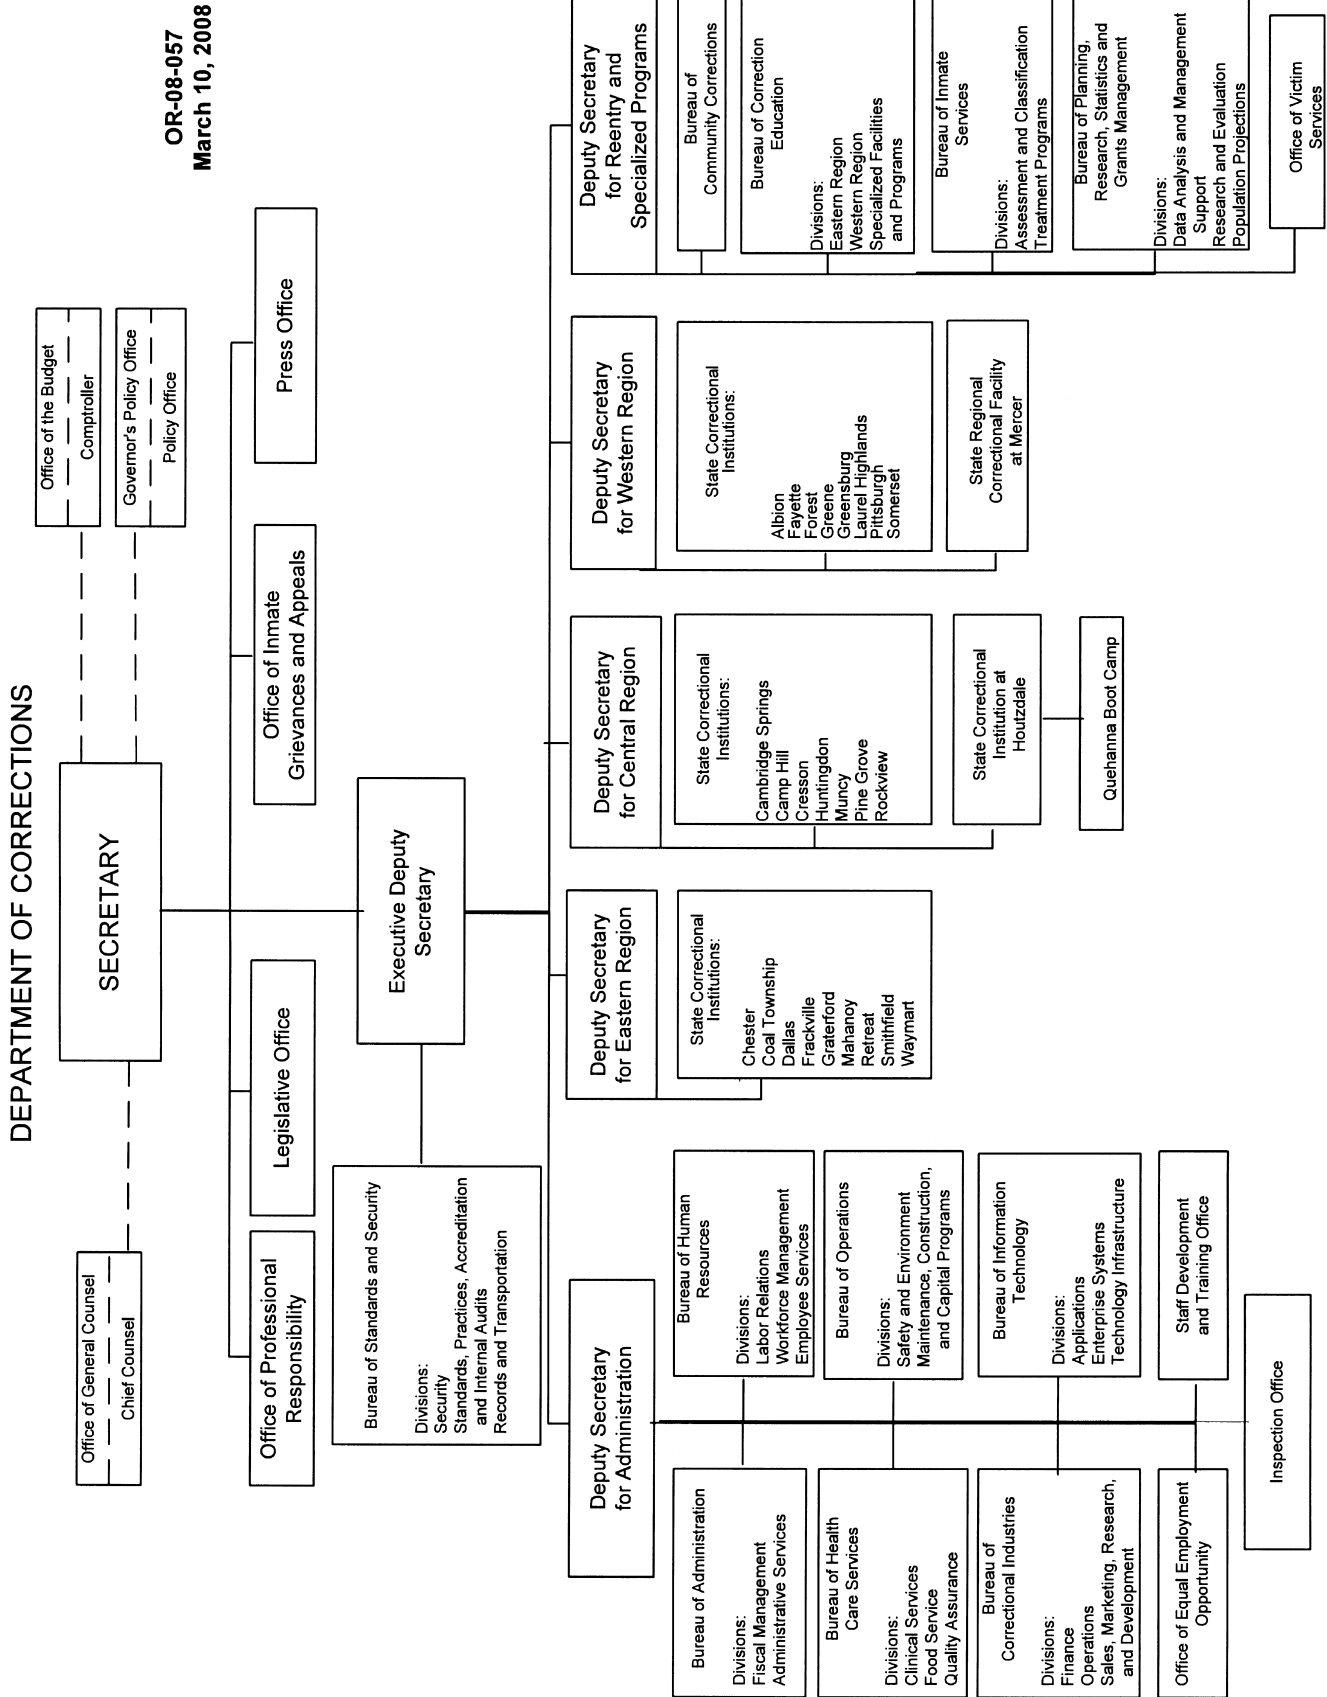 OR-08-057
March 10, 2008
DEPARTMENT OF CORRECTIONS
Office of General Counsel
Chief Counsel
SECRETARY
Office of the Budget
Comptroller
Governor's Policy Office
Policy Office
Office of Professional
Responsibility
Legislative Office
Office of Inmate
Grievances and Appeals
Press Office
Bureau of Standards and Security
Divisions:
Security
Standards, Practices, Accreditation
and Internal Audits
Records and Transportation
Executive Deputy
Secretary
Deputy Secretary
for Administration
Bureau of Administration
Divisions:
Fiscal Management
Administrative Services
Bureau of Human
Resources
Divisions:
Labor Relations
Workforce Management
Employee Services
Bureau of Health
Care Services
Divisions:
Clinical Services
Food Service
Quality Assurance
Bureau of Operations
Divisions:
Safety and Environment
Maintenance, Construction,
and Capital Programs
Bureau of
Correctional Industries
Divisions:
Finance
Operations
Sales, Marketing, Research,
and Development
Bureau of Information
Technology
Divisions:
Applications
Enterprise Systems
Technology Infrastructure
Office of Equal Employment
Opportunity
Staff Development
and Training Office
Inspection Office
Deputy Secretary
for Eastern Region
State Correctional
Institutions:
Chester
Coal Township
Dallas
Frackville
Graterford
Mahanoy
Retreat
Smithfield
Waymart
Deputy Secretary
for Central Region
State Correctional
Institutions:
Cambridge Springs
Camp Hill
Cresson
Huntingdon
Muncy
Pine Grove
Rockview
State Correctional
Institution at
Houtzdale
Quehanna Boot Camp
Deputy Secretary
for Western Region
State Correctional
Institutions:
Albion
Fayette
Forest
Greene
Greensburg
Laurel Highlands
Pittsburgh
Somerset
State Regional
Correctional Facility
at Mercer
Deputy Secretary
for Reentry and
Specialized Programs
Bureau of
Community Corrections
Bureau of Correction
Education
Divisions:
Eastern Region
Western Region
Specialized Facilities
and Programs
Bureau of Inmate
Services
Divisions:
Assessment and Classification
Treatment Programs
Bureau of Planning,
Research, Statistics and
Grants Management
Divisions:
Data Analysis and Management
Support
Research and Evaluation
Population Projections
Office of Victim
Services